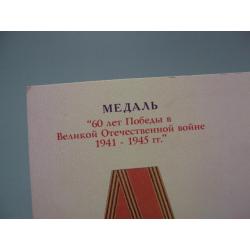 МЕДАЛЬ
"60 лет Победы в
Великой Отечественной войне
1941 - 1945 гг."